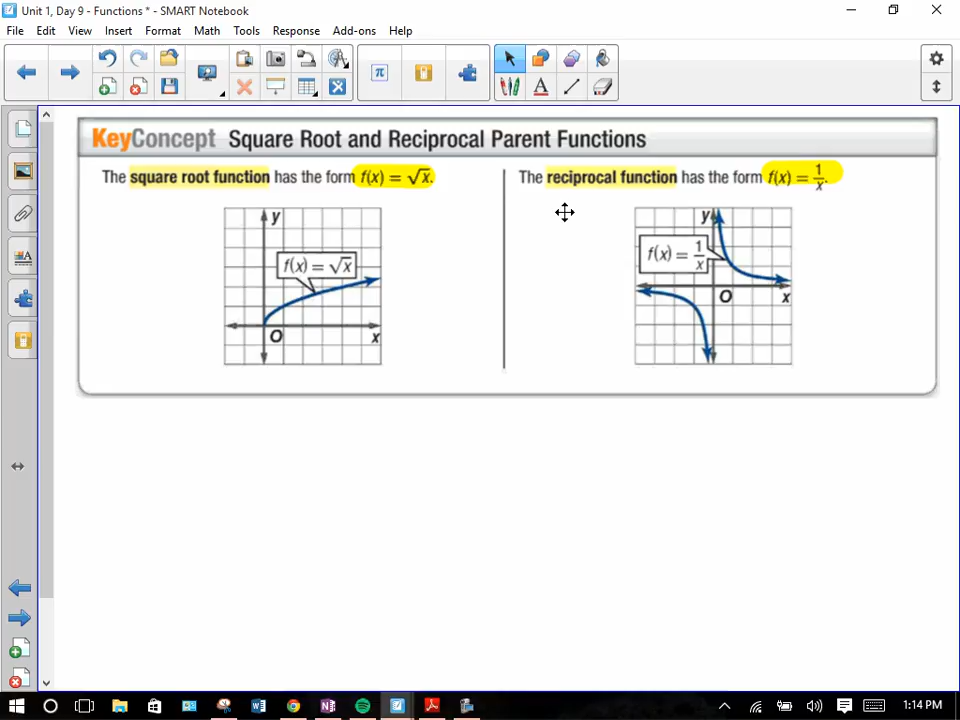 Unit 1, Day 9 - Functions * - SMART Notebook
File Edit View Insert Format Math Tools Response Add-ons Help
π
A
KeyConcept Square Root and Reciprocal Parent Functions
The square root function has the form f(x) = √x.
The reciprocal function has the form f(x) = 1/x.
y
f(x) = √x
O
x
y
f(x) = 1/x
O
x
1:14 PM